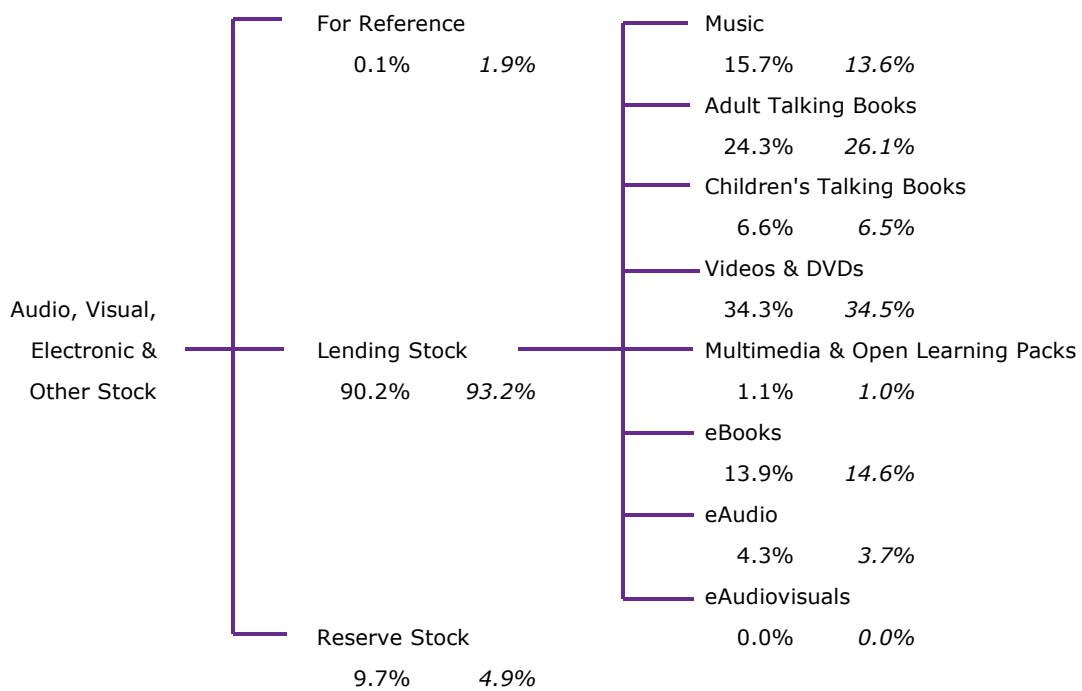 Audio, Visual,
Electronic &
Other Stock
For Reference
0.1% 1.9%
Lending Stock
90.2% 93.2%
Reserve Stock
9.7% 4.9%
Music
15.7% 13.6%
Adult Talking Books
24.3% 26.1%
Children's Talking Books
6.6% 6.5%
Videos & DVDs
34.3% 34.5%
Multimedia & Open Learning Packs
1.1% 1.0%
eBooks
13.9% 14.6%
eAudio
4.3% 3.7%
eAudiovisuals
0.0% 0.0%